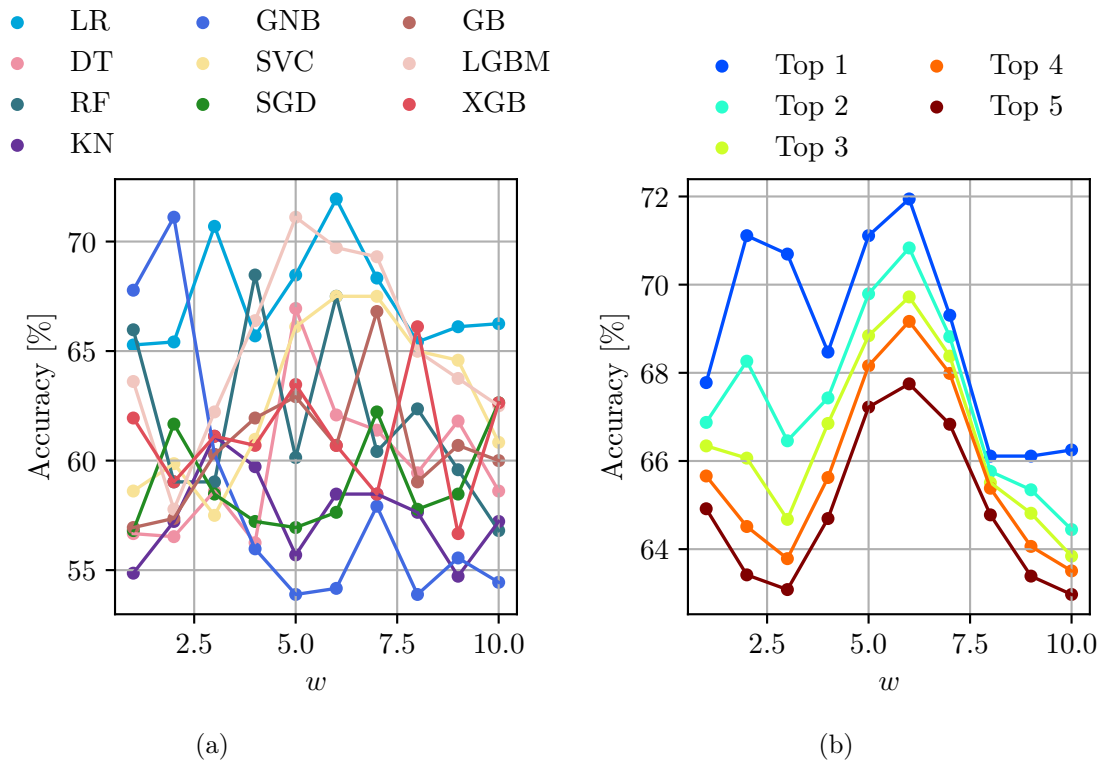 LR GNB GB
DT SVC LGBM
RF SGD XGB
KN
70
65
60
55
Accuracy [%]
2.5 5.0 7.5 10.0
w
(a)
Top 1 Top 4
Top 2 Top 5
Top 3
72
70
68
66
64
Accuracy [%]
2.5 5.0 7.5 10.0
w
(b)